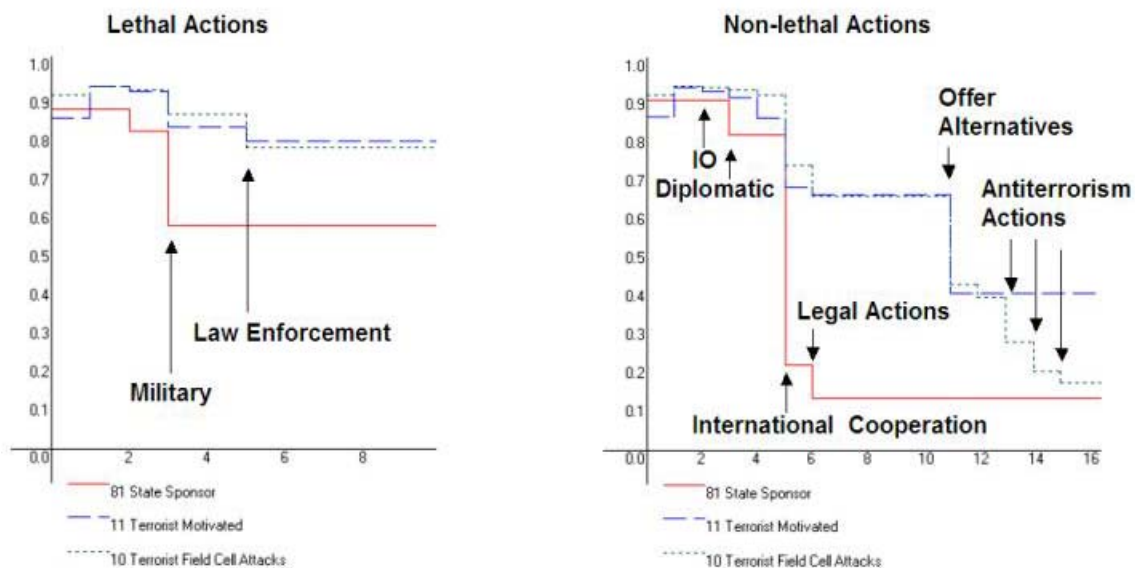 Lethal Actions
1.0
0.9
0.8
0.7
0.6
0.5
0.4
0.3
0.2
0.1
0.0
2
4
6
8
Military
Law Enforcement
81 State Sponsor
11 Terrorist Motivated
10 Terrorist Field Cell Attacks
Non-lethal Actions
1.0
0.9
0.8
0.7
0.6
0.5
0.4
0.3
0.2
0.1
0.0
2
4
6
8
10
12
14
16
IO
Diplomatic
Offer
Alternatives
Antiterrorism
Actions
Legal Actions
International Cooperation
81 State Sponsor
11 Terrorist Motivated
10 Terrorist Field Cell Attacks